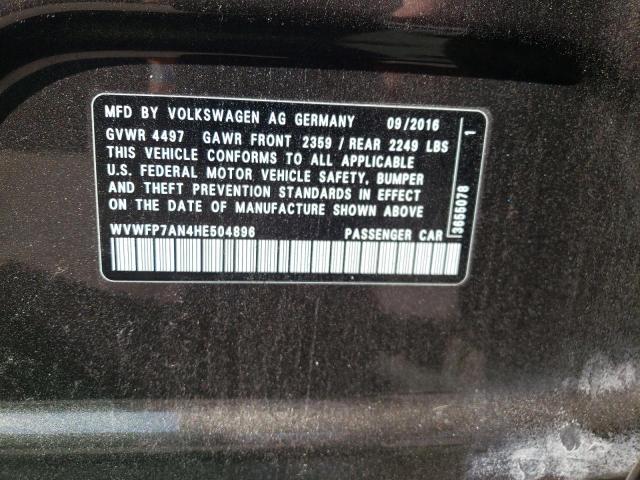 MFD BY VOLKSWAGEN AG GERMANY 09/2016
GVWR 4497 GAWR FRONT 2359 / REAR 2249 LBS
THIS VEHICLE CONFORMS TO ALL APPLICABLE
U.S. FEDERAL MOTOR VEHICLE SAFETY, BUMPER
AND THEFT PREVENTION STANDARDS IN EFFECT
ON THE DATE OF MANUFACTURE SHOWN ABOVE
WVWFP7AN4HE504896 PASSENGER CAR
3655078 1